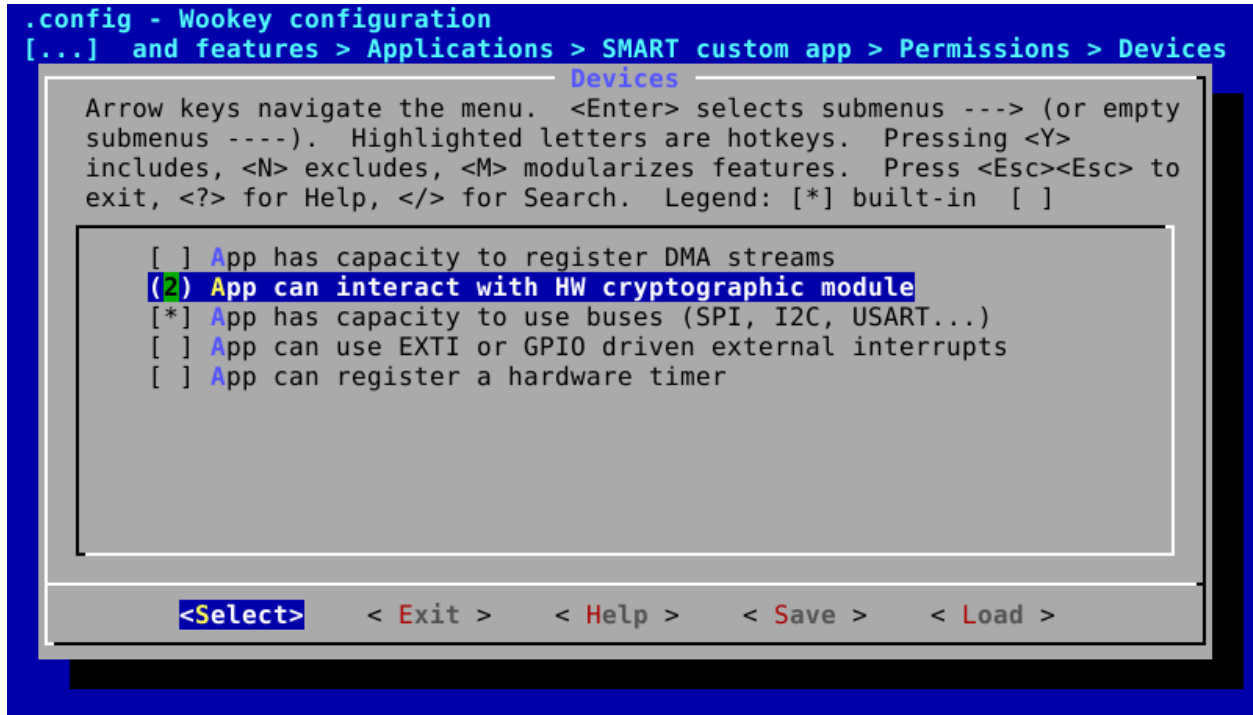 .config - Wookey configuration
[...]  and features > Applications > SMART custom app > Permissions > Devices
Devices
Arrow keys navigate the menu.  <Enter> selects submenus ---> (or empty
submenus ----).  Highlighted letters are hotkeys.  Pressing <Y>
includes, <N> excludes, <M> modularizes features.  Press <Esc><Esc> to
exit, <?> for Help, </> for Search.  Legend: [*] built-in  [ ]
[ ] App has capacity to register DMA streams
(2) App can interact with HW cryptographic module
[*] App has capacity to use buses (SPI, I2C, USART...)
[ ] App can use EXTI or GPIO driven external interrupts
[ ] App can register a hardware timer
<Select>    < Exit >    < Help >    < Save >    < Load >